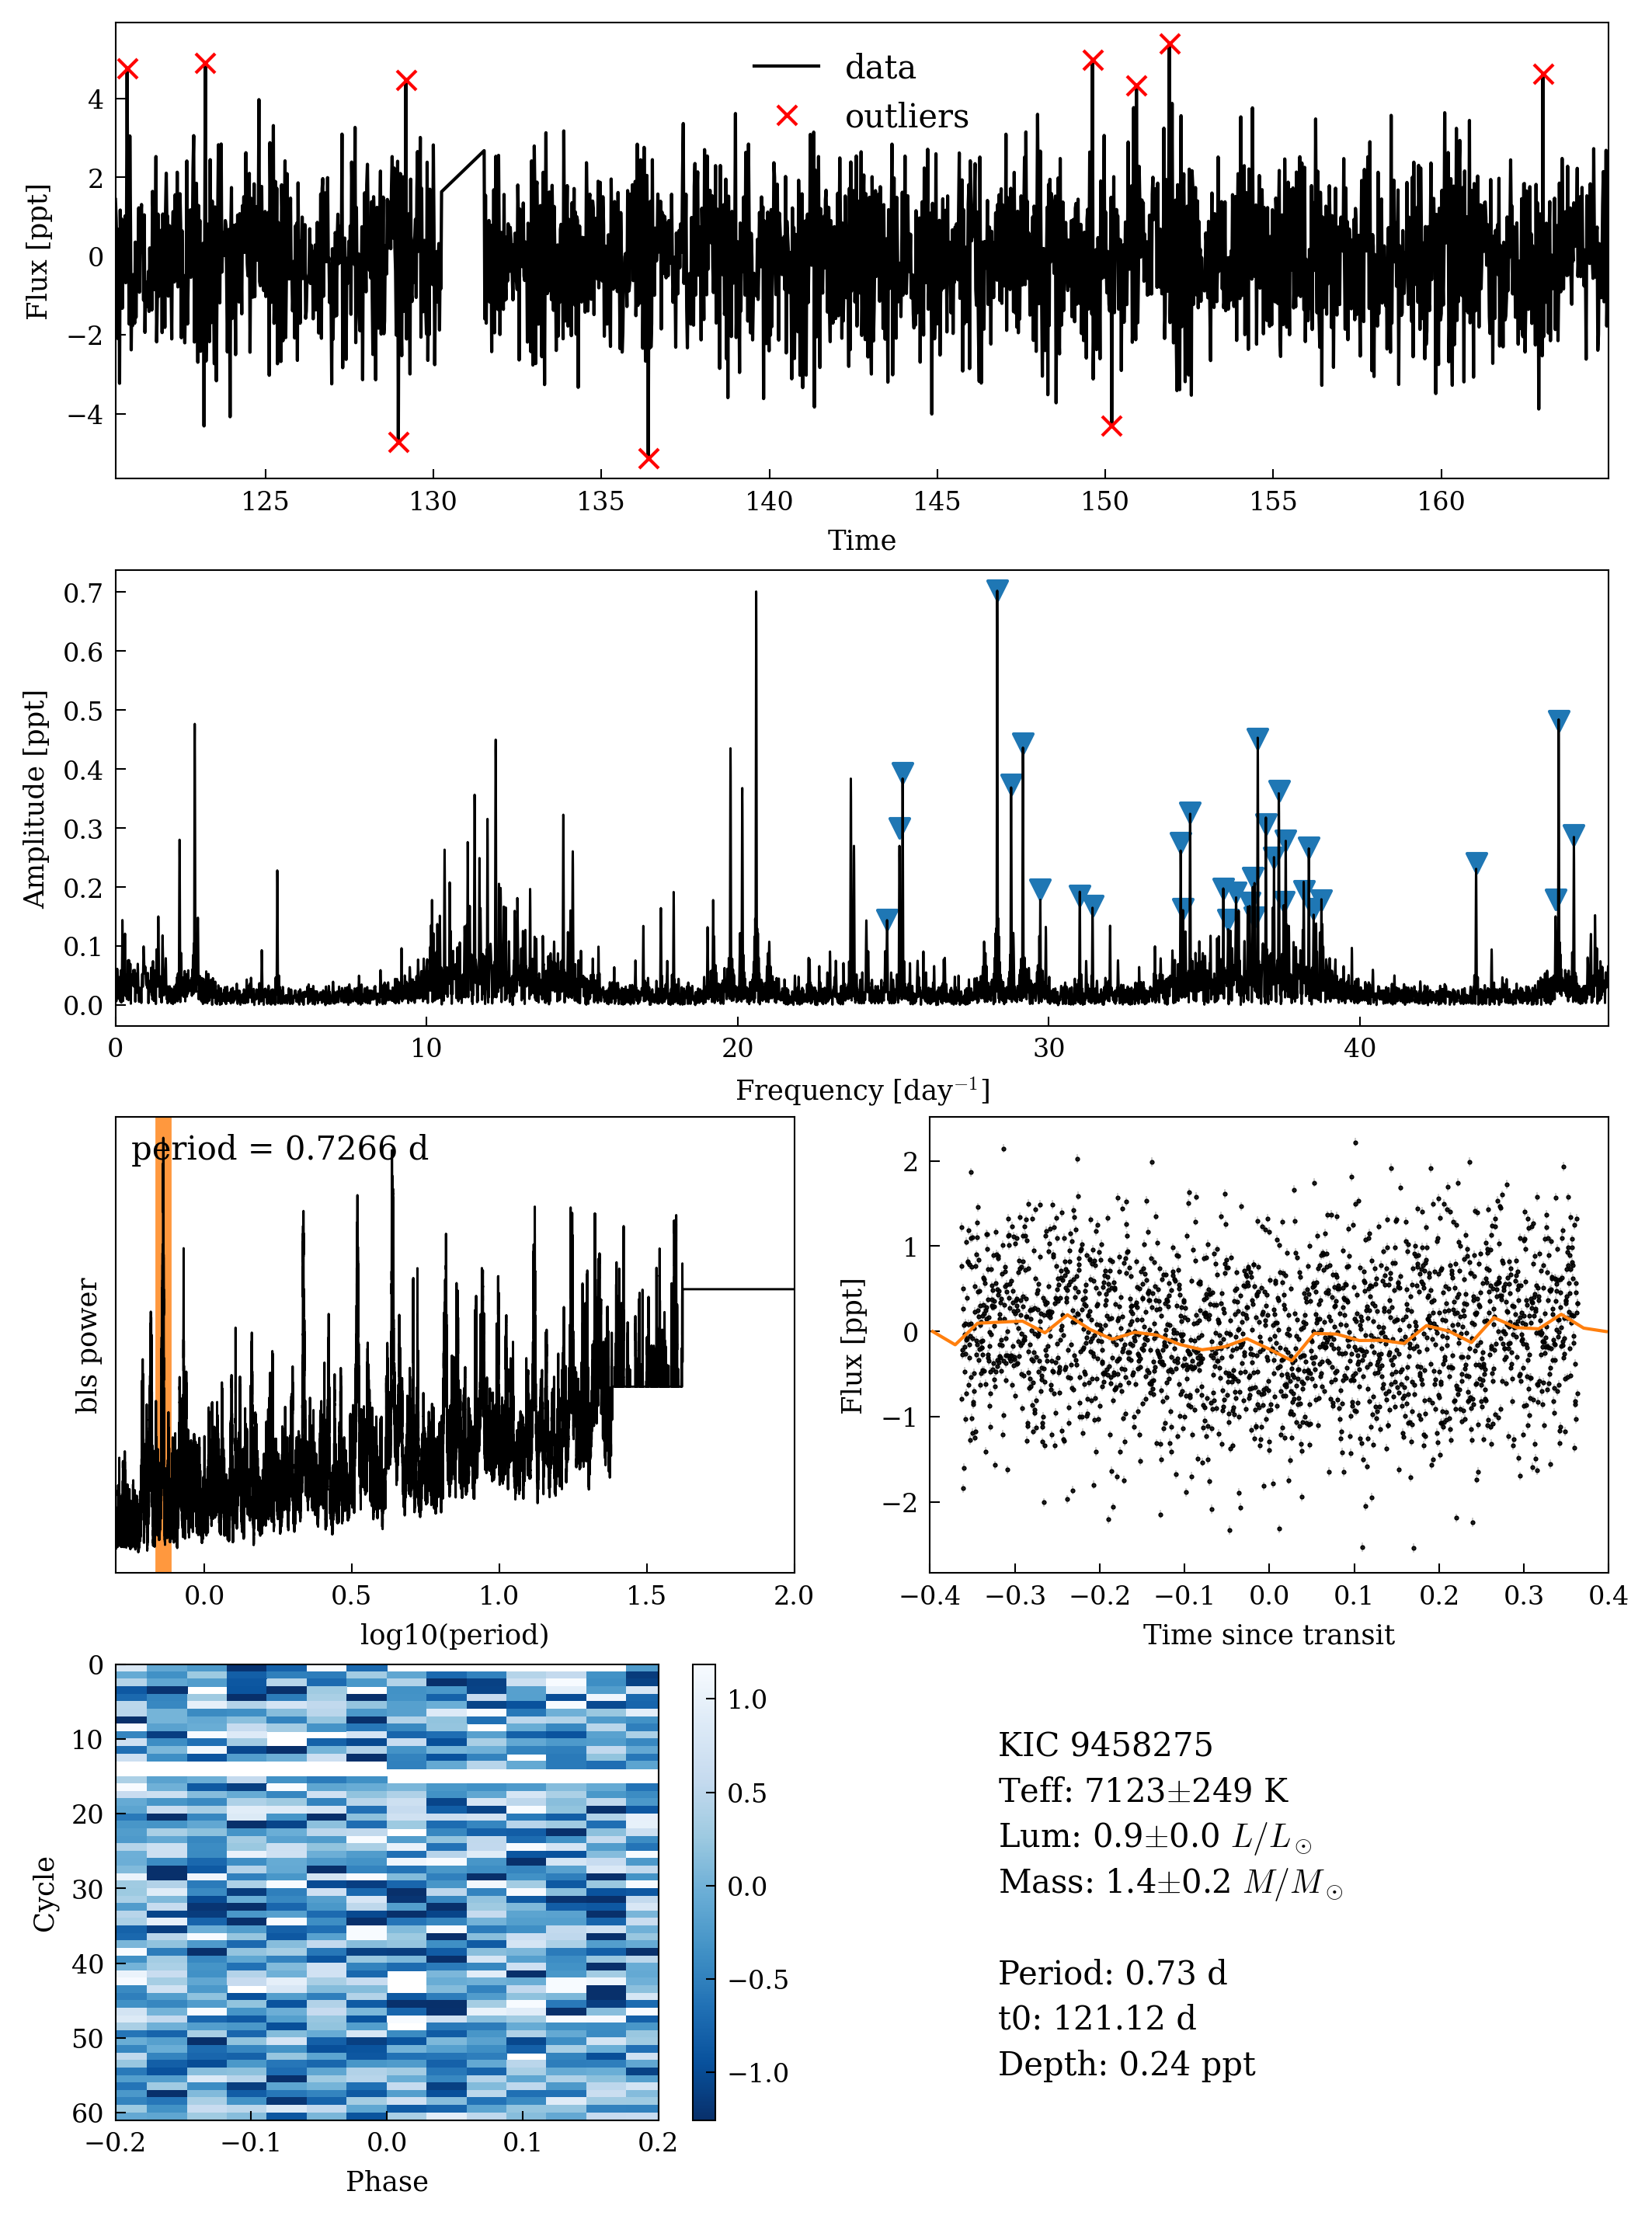 data
outliers
4
2
0
−2
−4
Flux [ppt]
125 130 135 140 145 150 155 160
Time
0.7
0.6
0.5
0.4
0.3
0.2
0.1
0.0
Amplitude [ppt]
0 10 20 30 40
Frequency [day⁻¹]
period = 0.7266 d
bls power
0.0 0.5 1.0 1.5 2.0
log10(period)
2
1
0
−1
−2
Flux [ppt]
−0.4 −0.3 −0.2 −0.1 0.0 0.1 0.2 0.3 0.4
Time since transit
0
10
20
30
40
50
60
Cycle
−0.2 −0.1 0.0 0.1 0.2
Phase
1.0
0.5
0.0
−0.5
−1.0
KIC 9458275
Teff: 7123±249 K
Lum: 0.9±0.0 L/L⊙
Mass: 1.4±0.2 M/M⊙
Period: 0.73 d
t0: 121.12 d
Depth: 0.24 ppt